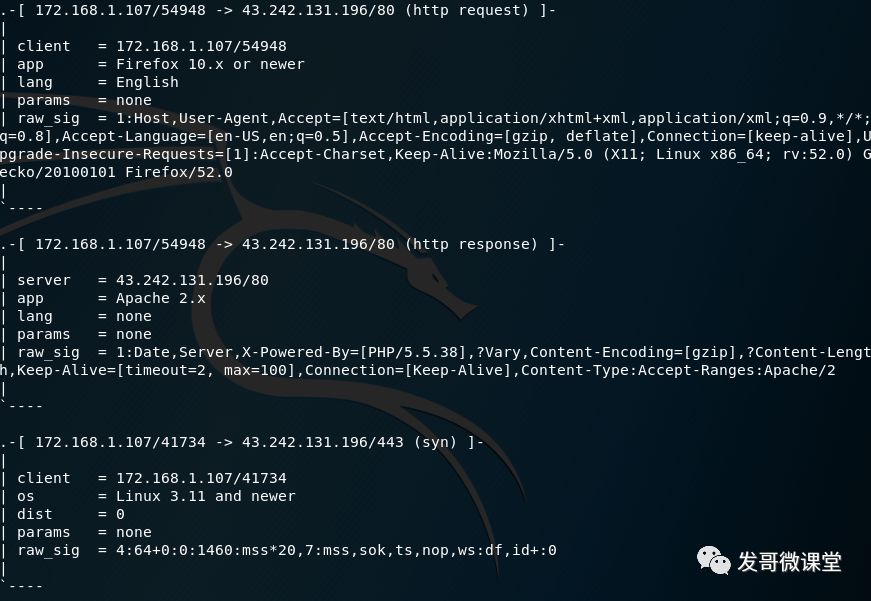 .-[ 172.168.1.107/54948 -> 43.242.131.196/80 (http request) ]-
|
| client   = 172.168.1.107/54948
| app      = Firefox 10.x or newer
| lang     = English
| params   = none
| raw_sig  = 1:Host,User-Agent,Accept=[text/html,application/xhtml+xml,application/xml;q=0.9,*/*;
q=0.8],Accept-Language=[en-US,en;q=0.5],Accept-Encoding=[gzip, deflate],Connection=[keep-alive],U
pgrade-Insecure-Requests=[1]:Accept-Charset,Keep-Alive:Mozilla/5.0 (X11; Linux x86_64; rv:52.0) G
ecko/20100101 Firefox/52.0
|
`----
.-[ 172.168.1.107/54948 -> 43.242.131.196/80 (http response) ]-
|
| server   = 43.242.131.196/80
| app      = Apache 2.x
| lang     = none
| params   = none
| raw_sig  = 1:Date,Server,X-Powered-By=[PHP/5.5.38],?Vary,Content-Encoding=[gzip],?Content-Lengt
h,Keep-Alive=[timeout=2, max=100],Connection=[Keep-Alive],Content-Type:Accept-Ranges:Apache/2
|
`----
.-[ 172.168.1.107/41734 -> 43.242.131.196/443 (syn) ]-
|
| client   = 172.168.1.107/41734
| os       = Linux 3.11 and newer
| dist     = 0
| params   = none
| raw_sig  = 4:64+0:0:1460:mss*20,7:mss,sok,ts,nop,ws:df,id+:0
|
`----
发哥微课堂